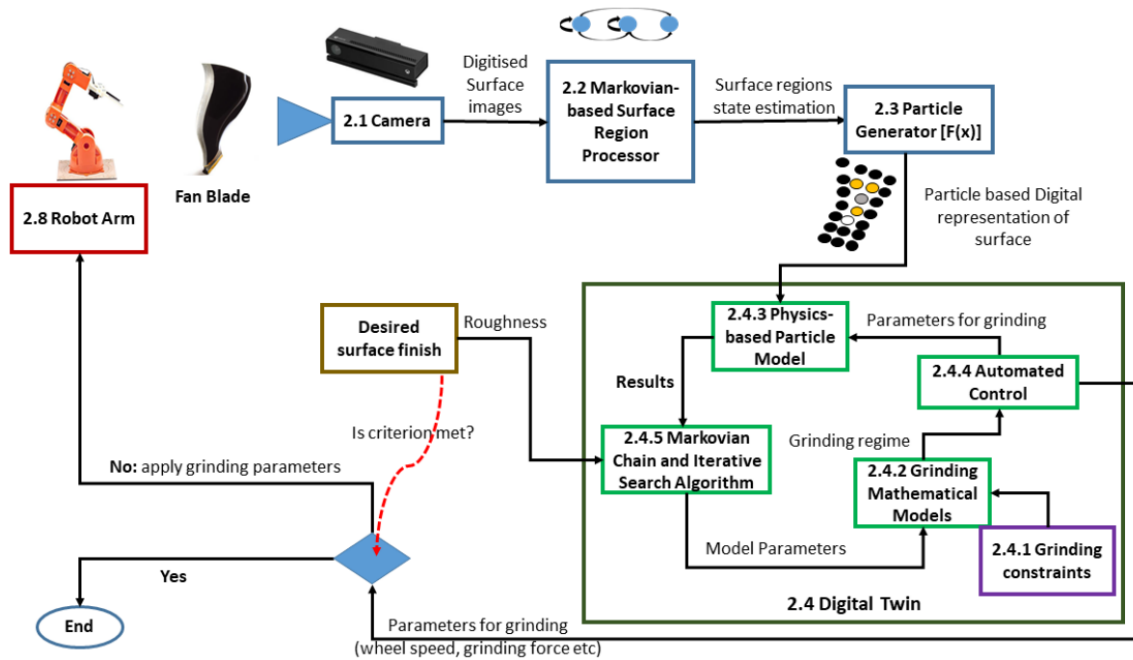 Digitised
Surface
images
2.1 Camera
2.2 Markovian-
based Surface
Region
Processor
Surface regions
state estimation
2.3 Particle
Generator [F(x)]
Fan Blade
2.8 Robot Arm
Particle based Digital
representation of
surface
Desired
surface finish
Roughness
2.4.3 Physics-
based Particle
Model
Parameters for grinding
2.4.4 Automated
Control
Results
Is criterion met?
2.4.5 Markovian
Chain and Iterative
Search Algorithm
Grinding regime
2.4.2 Grinding
Mathematical
Models
No: apply grinding parameters
Model Parameters
2.4.1 Grinding
constraints
Yes
2.4 Digital Twin
End
Parameters for grinding
(wheel speed, grinding force etc)